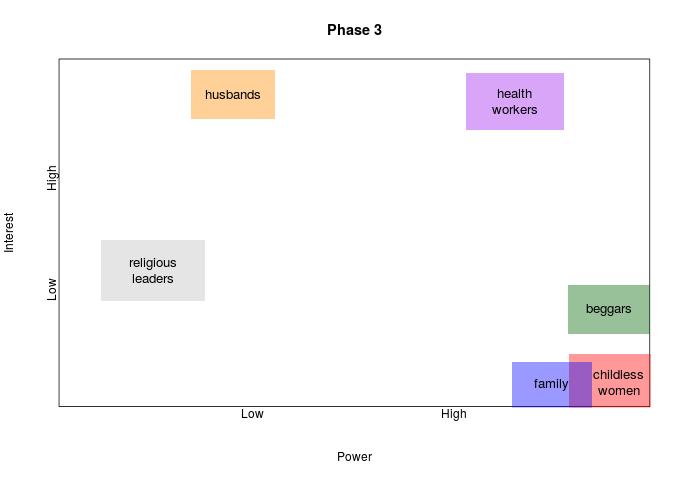 Phase 3
husbands
health
workers
High
Interest
religious
leaders
Low
beggars
family
childless
women
Low
High
Power